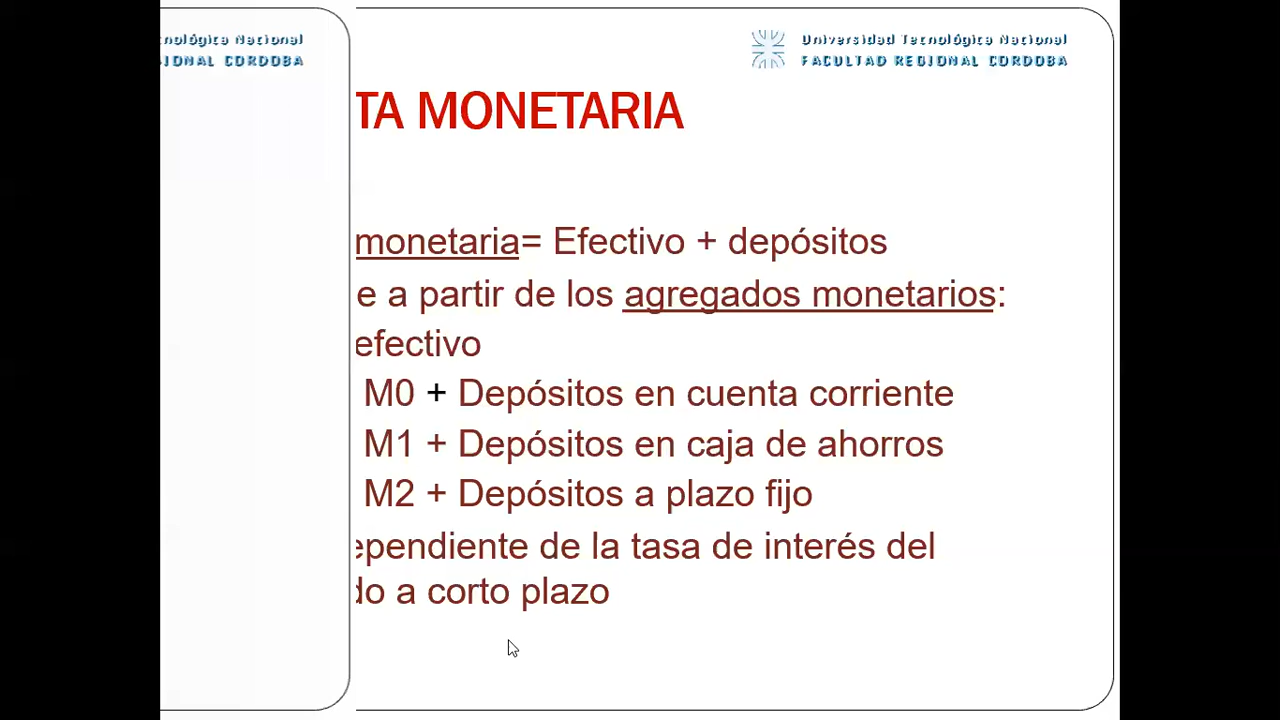 nológica Nacional
IONAL CORDOBA
Universidad Tecnológica Nacional
FACULTAD REGIONAL CORDOBA
TA MONETARIA
monetaria= Efectivo + depósitos
e a partir de los agregados monetarios:
efectivo
M0 + Depósitos en cuenta corriente
M1 + Depósitos en caja de ahorros
M2 + Depósitos a plazo fijo
ependiente de la tasa de interés del
do a corto plazo